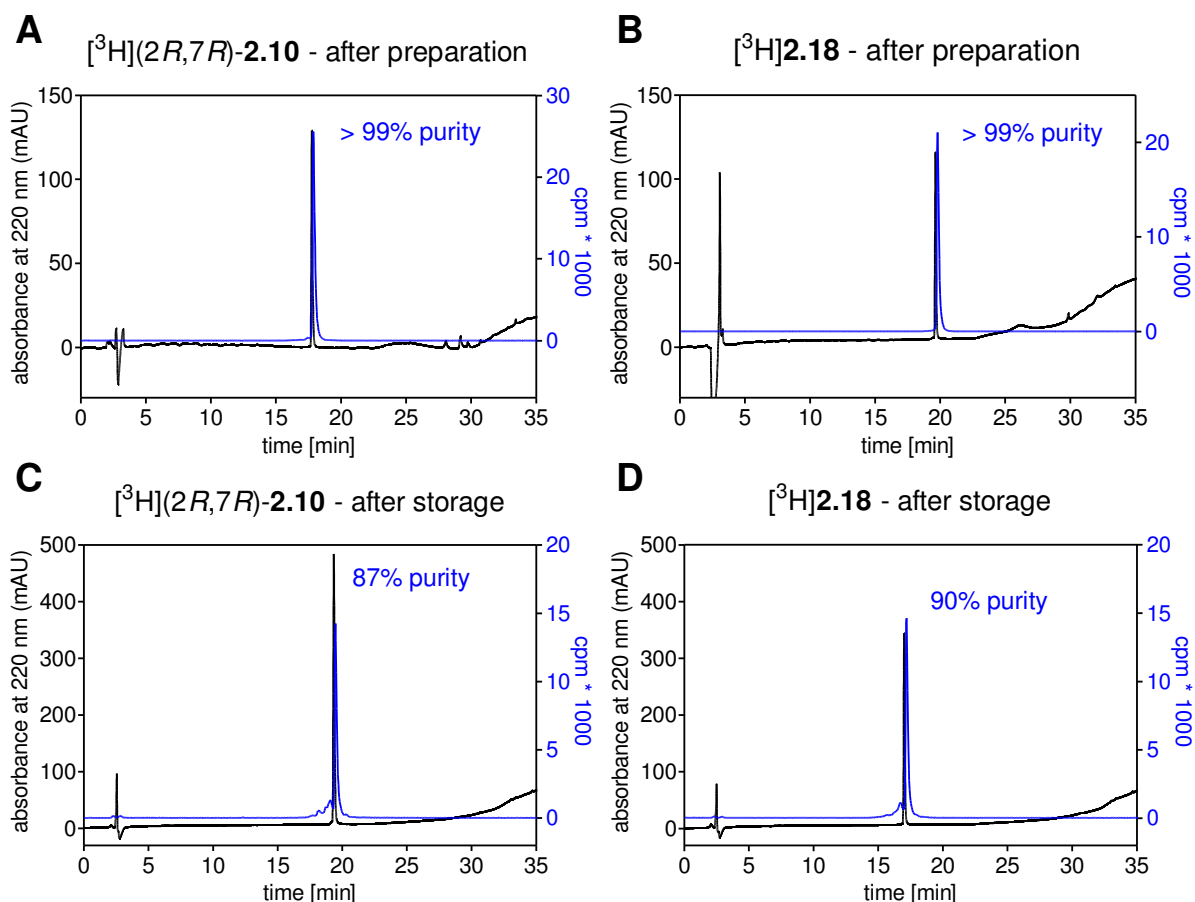 A
[³H](2R,7R)-2.10 - after preparation
150
100
50
0
absorbance at 220 nm (mAU)
30
20
10
0
cpm * 1000
> 99% purity
0 5 10 15 20 25 30 35
time [min]
B
[³H]2.18 - after preparation
150
100
50
0
absorbance at 220 nm (mAU)
20
10
0
cpm * 1000
> 99% purity
0 5 10 15 20 25 30 35
time [min]
C
[³H](2R,7R)-2.10 - after storage
500
400
300
200
100
0
absorbance at 220 nm (mAU)
20
15
10
5
0
cpm * 1000
87% purity
0 5 10 15 20 25 30 35
time [min]
D
[³H]2.18 - after storage
500
400
300
200
100
0
absorbance at 220 nm (mAU)
20
15
10
5
0
cpm * 1000
90% purity
0 5 10 15 20 25 30 35
time [min]